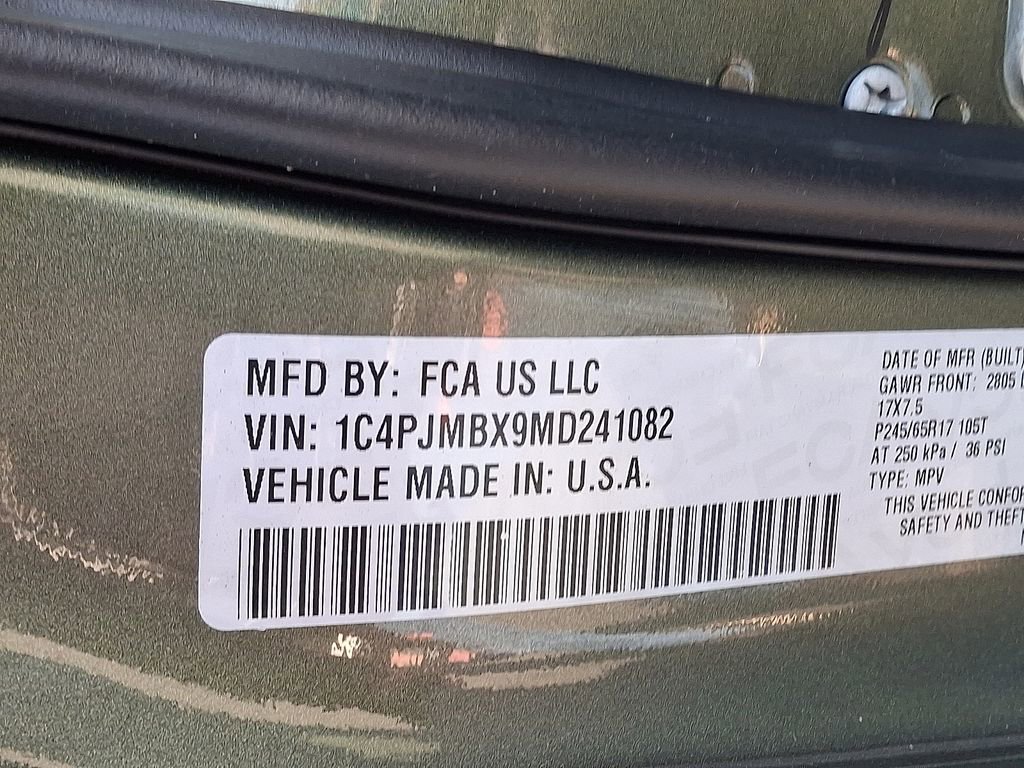 MFD BY: FCA US LLC
VIN: 1C4PJMBX9MD241082
VEHICLE MADE IN: U.S.A.
DATE OF MFR (BUILT
GAWR FRONT: 2805
17X7.5
P245/65R17 105T
AT 250 kPa / 36 PSI
TYPE: MPV
THIS VEHICLE CONFOR
SAFETY AND THEFT